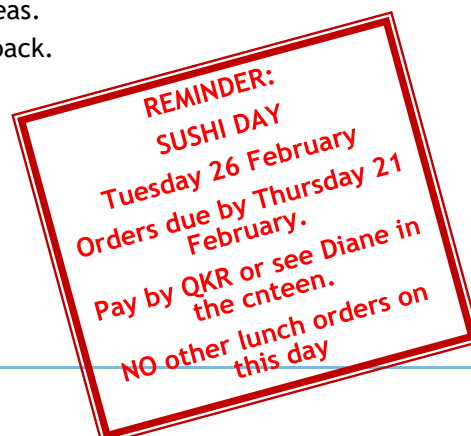 eas.
back.
REMINDER:
SUSHI DAY
Tuesday 26 February
Orders due by Thursday 21
February.
Pay by QKR or see Diane in
the cnteen.
NO other lunch orders on
this day